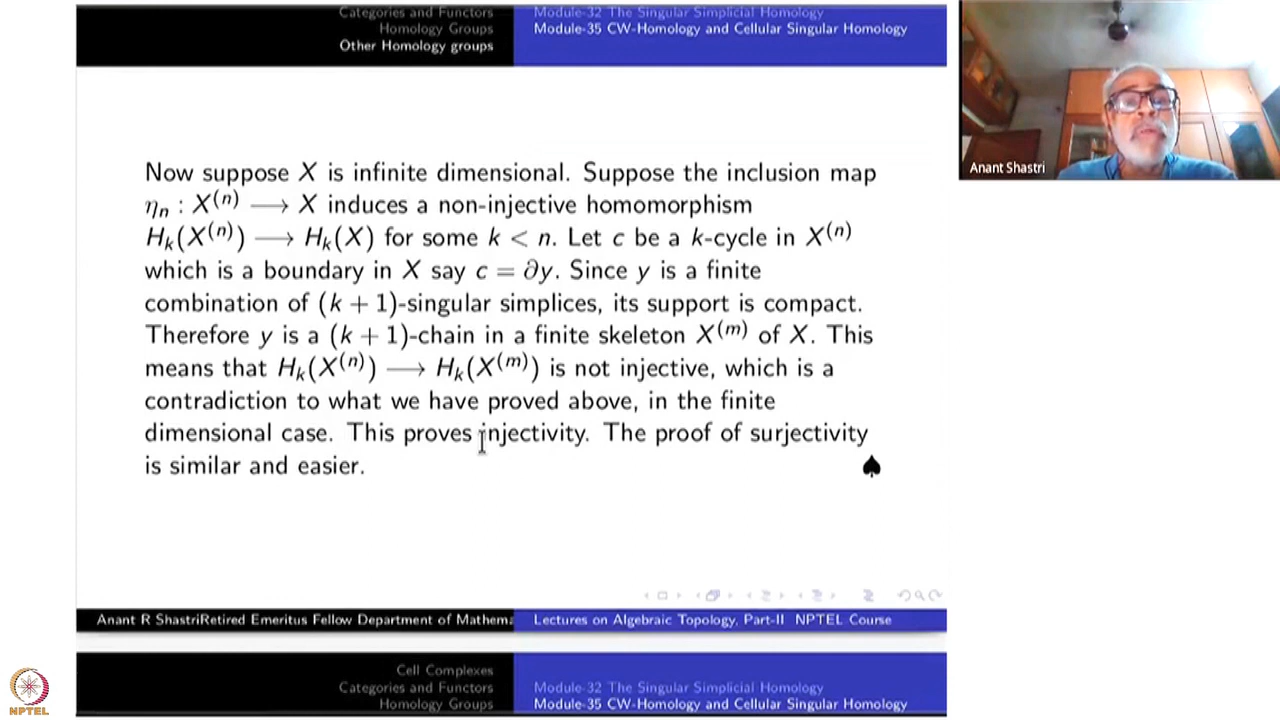 Categories and Functors
Homology Groups
Other Homology groups
Module-32 The Singular Simplicial Homology
Module-35 CW-Homology and Cellular Singular Homology
Anant Shastri
Now suppose X is infinite dimensional. Suppose the inclusion map
ηₙ : X⁽ⁿ⁾ ⟶ X induces a non-injective homomorphism
Hₖ(X⁽ⁿ⁾) ⟶ Hₖ(X) for some k < n. Let c be a k-cycle in X⁽ⁿ⁾
which is a boundary in X say c = ∂y. Since y is a finite
combination of (k + 1)-singular simplices, its support is compact.
Therefore y is a (k + 1)-chain in a finite skeleton X⁽ᵐ⁾ of X. This
means that Hₖ(X⁽ⁿ⁾) ⟶ Hₖ(X⁽ᵐ⁾) is not injective, which is a
contradiction to what we have proved above, in the finite
dimensional case. This proves injectivity. The proof of surjectivity
is similar and easier. ♠
Anant R ShastriRetired Emeritus Fellow Department of Mathema
Lectures on Algebraic Topology, Part-II NPTEL Course
Cell Complexes
Categories and Functors
Homology Groups
Module-32 The Singular Simplicial Homology
Module-35 CW-Homology and Cellular Singular Homology
NPTEL